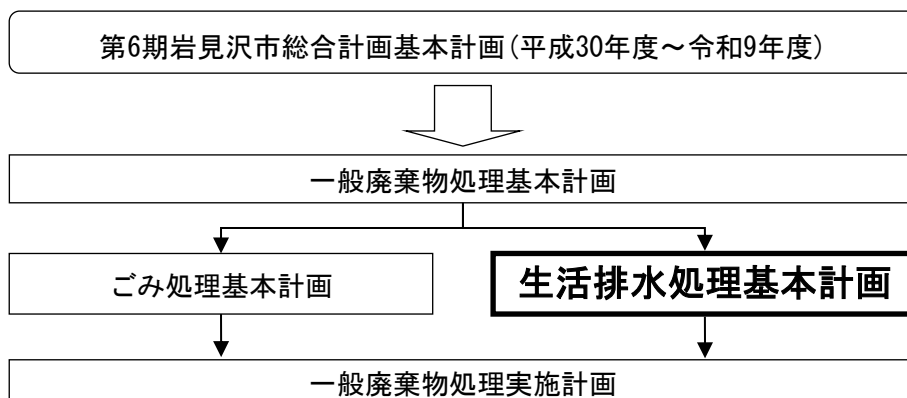 第6期岩見沢市総合計画基本計画(平成30年度～令和9年度)
一般廃棄物処理基本計画
ごみ処理基本計画
生活排水処理基本計画
一般廃棄物処理実施計画